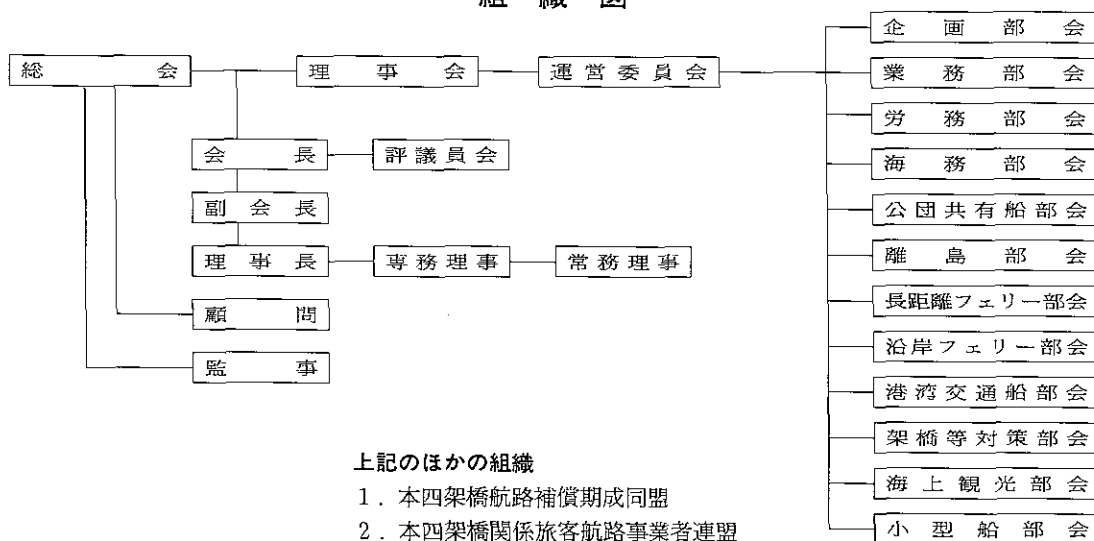 組織図
総会
理事会
運営委員会
会長
評議員会
副会長
理事長
専務理事
常務理事
顧問
監事
企画部会
業務部会
労務部会
海務部会
公団共有船部会
離島部会
長距離フェリー部会
沿岸フェリー部会
港湾交通船部会
架橋等対策部会
海上観光部会
小型船部会
上記のほかの組織
1．本四架橋航路補償期成同盟
2．本四架橋関係旅客航路事業者連盟